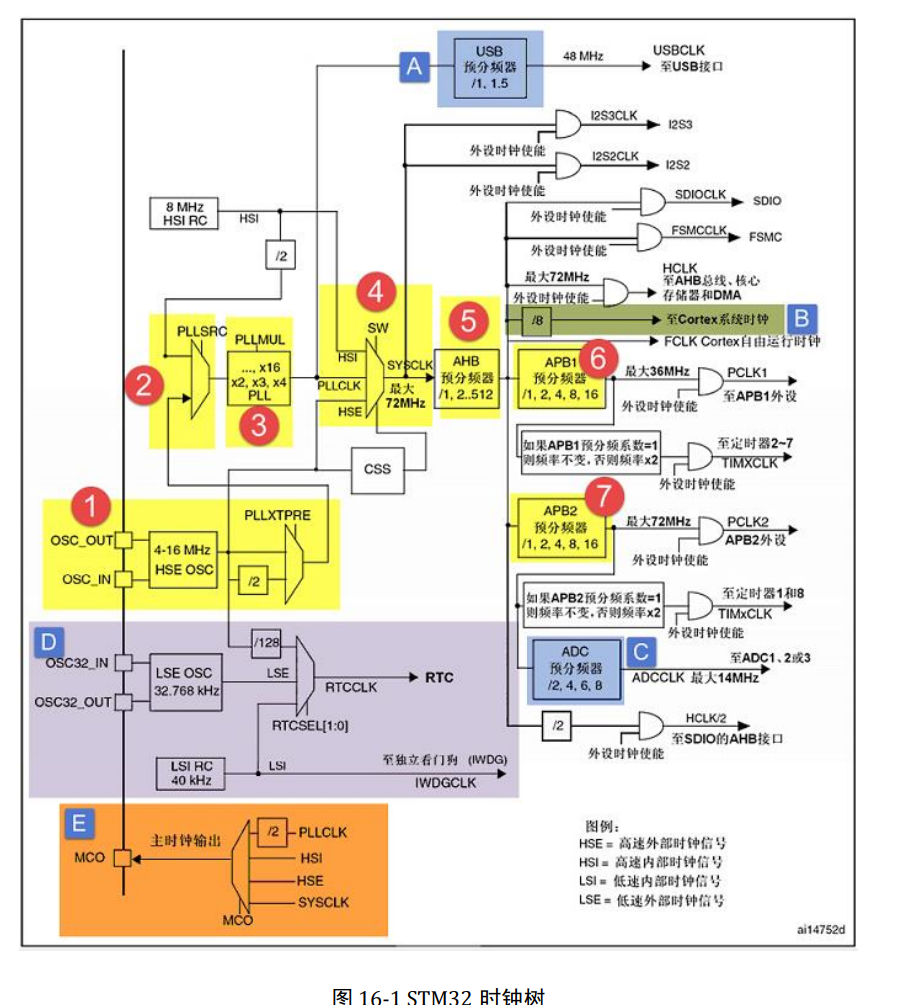 A
USB
预分频器
/1、1.5
48 MHz
USBCLK
至USB接口
I2S3CLK
I2S3
外设时钟使能
I2S2CLK
I2S2
外设时钟使能
8 MHz
HSI RC
HSI
/2
SDIOCLK
SDIO
外设时钟使能
FSMCCLK
FSMC
外设时钟使能
最大72MHz
HCLK
至AHB总线、核心
存储器和DMA
外设时钟使能
/8
至Cortex系统时钟
B
FCLK Cortex自由运行时钟
2
PLLSRC
PLLMUL
..., x16
x2, x3, x4
PLL
3
4
SW
HSI
PLLCLK
HSE
SYSCLK
最大
72MHz
5
AHB
预分频器
/1, 2..512
6
APB1
预分频器
/1, 2, 4, 8, 16
最大36MHz
PCLK1
至APB1外设
外设时钟使能
如果APB1预分频系数=1
则频率不变,否则频率x2
至定时器2~7
TIMXCLK
外设时钟使能
CSS
7
APB2
预分频器
/1, 2, 4, 8, 16
最大72MHz
PCLK2
APB2外设
外设时钟使能
如果APB2预分频系数=1
则频率不变,否则频率x2
至定时器1和8
TIMxCLK
外设时钟使能
1
OSC_OUT
OSC_IN
4-16 MHz
HSE OSC
PLLXTPRE
/2
C
ADC
预分频器
/2, 4, 6, 8
至ADC1、2或3
ADCCLK 最大14MHz
/2
HCLK/2
至SDIO的AHB接口
外设时钟使能
D
OSC32_IN
OSC32_OUT
LSE OSC
32.768 kHz
/128
LSE
RTCCLK
RTC
RTCSEL[1:0]
LSI RC
40 kHz
LSI
至独立看门狗 (IWDG)
IWDGCLK
E
MCO
主时钟输出
/2
PLLCLK
HSI
HSE
SYSCLK
MCO
图例:
HSE = 高速外部时钟信号
HSI = 高速内部时钟信号
LSI = 低速内部时钟信号
LSE = 低速外部时钟信号
ai14752d
图 16-1 STM32 时钟树